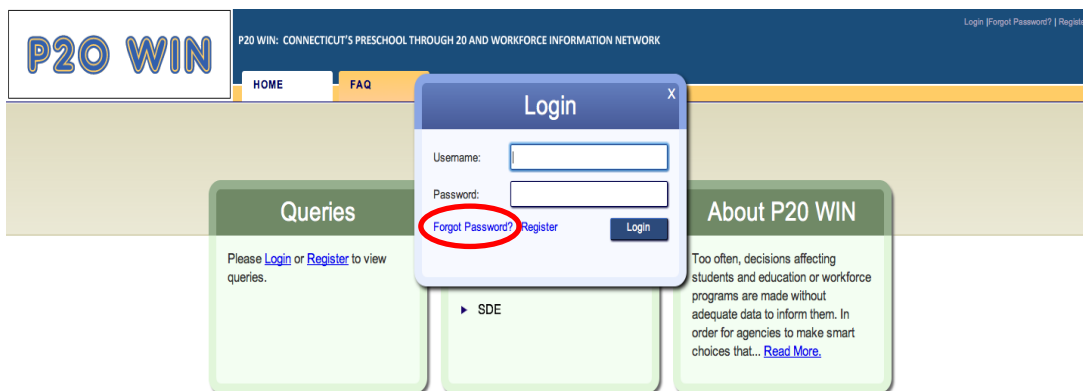 Login |Forgot Password? | Registe
P20 WIN
P20 WIN: CONNECTICUT'S PRESCHOOL THROUGH 20 AND WORKFORCE INFORMATION NETWORK
HOME
FAQ
Login
X
Username:
Password:
Forgot Password? Register
Login
Queries
Please Login or Register to view
queries.
SDE
About P20 WIN
Too often, decisions affecting
students and education or workforce
programs are made without
adequate data to inform them. In
order for agencies to make smart
choices that... Read More.